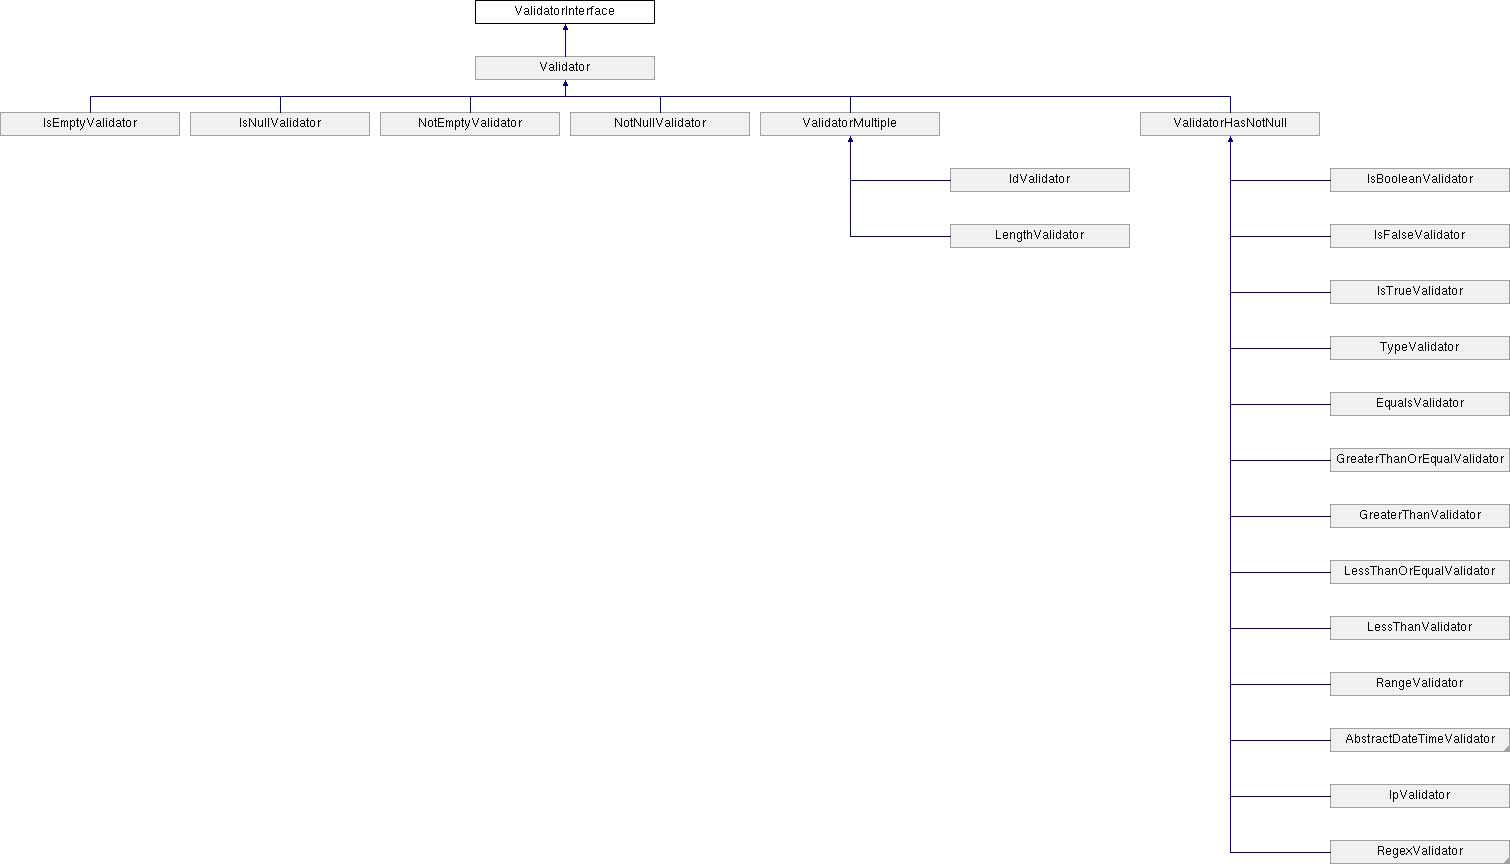 ValidatorInterface
Validator
IsEmptyValidator
IsNullValidator
NotEmptyValidator
NotNullValidator
ValidatorMultiple
ValidatorHasNotNull
IdValidator
IsBooleanValidator
LengthValidator
IsFalseValidator
IsTrueValidator
TypeValidator
EqualsValidator
GreaterThanOrEqualValidator
GreaterThanValidator
LessThanOrEqualValidator
LessThanValidator
RangeValidator
AbstractDateTimeValidator
IpValidator
RegexValidator